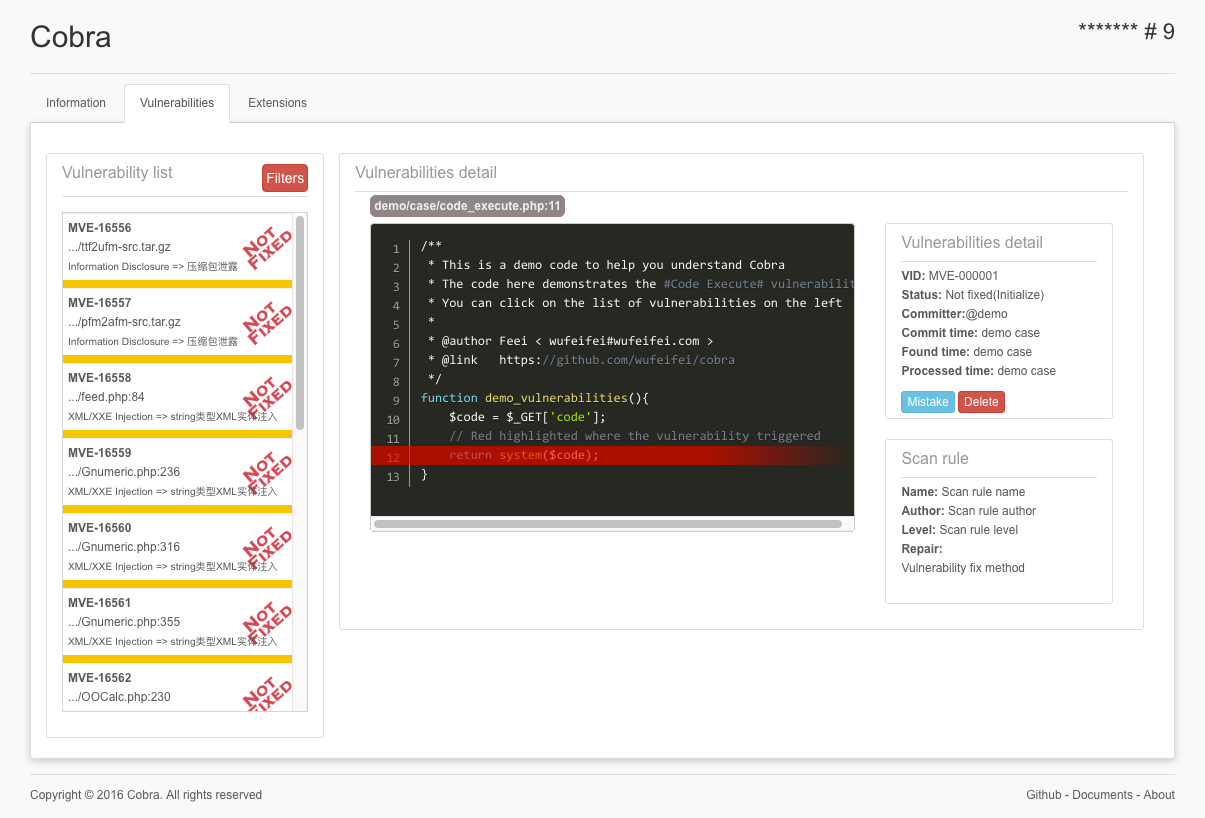 Cobra
******* # 9
Information
Vulnerabilities
Extensions
Vulnerability list
Filters
MVE-16556
.../ttf2ufm-src.tar.gz
Information Disclosure => 压缩包泄露
NOT FIXED
MVE-16557
.../pfm2afm-src.tar.gz
Information Disclosure => 压缩包泄露
NOT FIXED
MVE-16558
.../feed.php:84
XML/XXE Injection => string类型XML实体注入
NOT FIXED
MVE-16559
.../Gnumeric.php:236
XML/XXE Injection => string类型XML实体注入
NOT FIXED
MVE-16560
.../Gnumeric.php:316
XML/XXE Injection => string类型XML实体注入
NOT FIXED
MVE-16561
.../Gnumeric.php:355
XML/XXE Injection => string类型XML实体注入
NOT FIXED
MVE-16562
.../OOCalc.php:230
NOT FIXED
Vulnerabilities detail
demo/case/code_execute.php:11
1 /**
2 * This is a demo code to help you understand Cobra
3 * The code here demonstrates the #Code Execute# vulnerabilit
4 * You can click on the list of vulnerabilities on the left
5 *
6 * @author Feei < wufeifei#wufeifei.com >
7 * @link https://github.com/wufeifei/cobra
8 */
9 function demo_vulnerabilities(){
10 $code = $_GET['code'];
11 // Red highlighted where the vulnerability triggered
12 return system($code);
13 }
Vulnerabilities detail
VID: MVE-000001
Status: Not fixed(Initialize)
Committer:@demo
Commit time: demo case
Found time: demo case
Processed time: demo case
Mistake Delete
Scan rule
Name: Scan rule name
Author: Scan rule author
Level: Scan rule level
Repair:
Vulnerability fix method
Copyright © 2016 Cobra. All rights reserved
Github - Documents - About